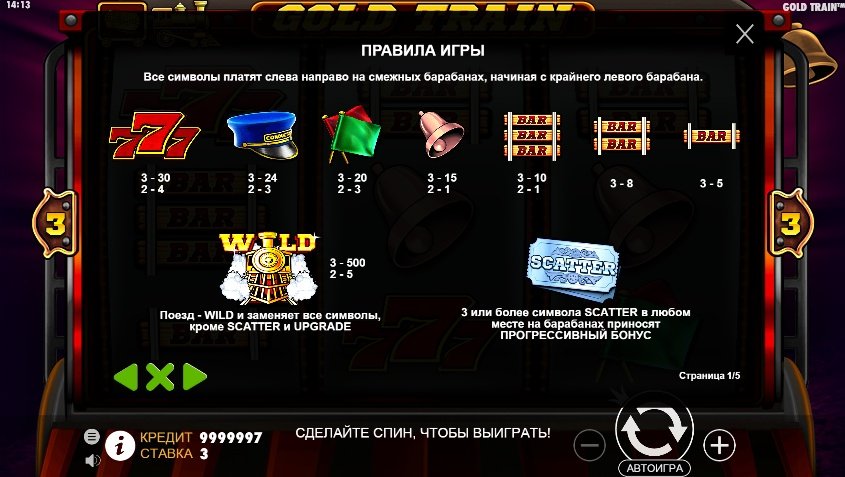 14:13
GOLD TRAIN
GOLD TRAIN™
ПРАВИЛА ИГРЫ
Все символы платят слева направо на смежных барабанах, начиная с крайнего левого барабана.
777
CONDUCTOR
BAR
BAR
BAR
BAR
BAR
BAR
3 - 30
2 - 4
3 - 24
2 - 3
3 - 20
2 - 3
3 - 15
2 - 1
3 - 10
2 - 1
3 - 8
3 - 5
3
3
WILD
3 - 500
2 - 5
SCATTER
Поезд - WILD и заменяет все символы,
кроме SCATTER и UPGRADE
3 или более символа SCATTER в любом
месте на барабанах приносят
ПРОГРЕССИВНЫЙ БОНУС
Страница 1/5
КРЕДИТ 9999997
СТАВКА 3
СДЕЛАЙТЕ СПИН, ЧТОБЫ ВЫИГРАТЬ!
АВТОИГРА